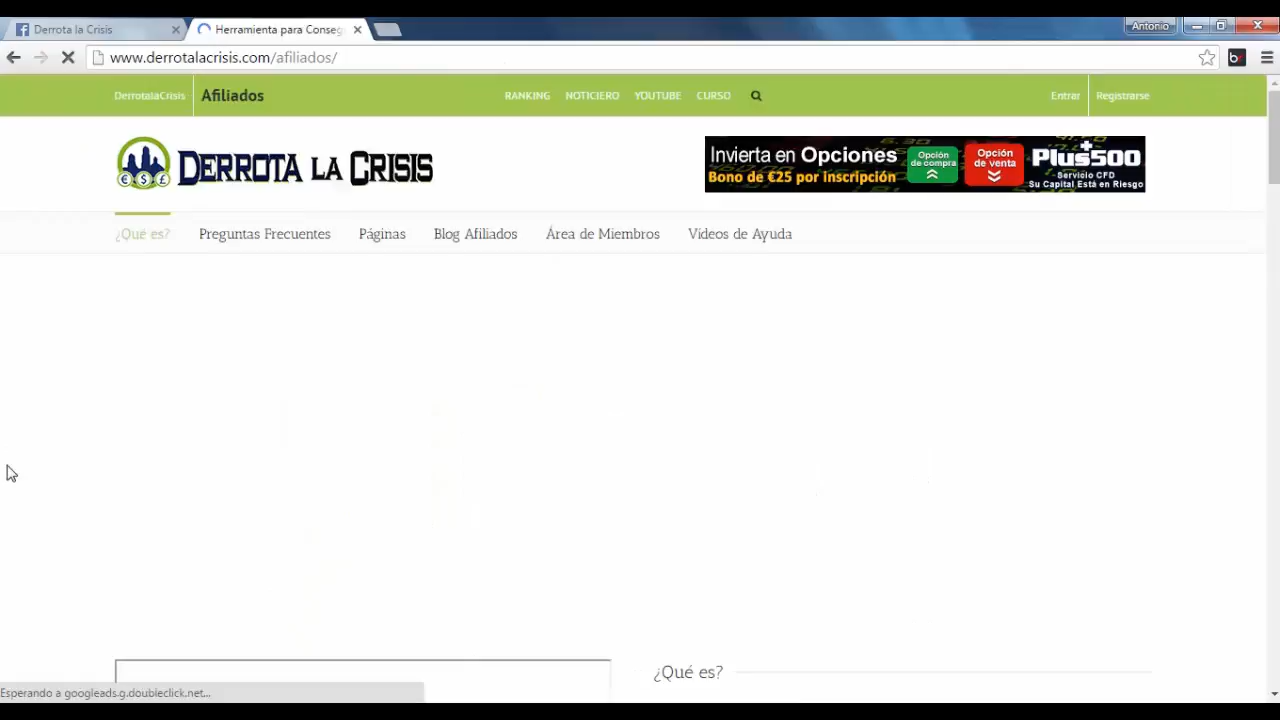 Derrota la Crisis
Herramienta para Conseg
Antonio
www.derrotalacrisis.com/afiliados/
DerrotalaCrisis
Afiliados
RANKING
NOTICIERO
YOUTUBE
CURSO
Entrar
Registrarse
€ $ £
DERROTA LA CRISIS
Invierta en Opciones
Bono de €25 por inscripción
Opción de compra
Opción de venta
Plus500
Servicio CFD
Su Capital Está en Riesgo
¿Qué es?
Preguntas Frecuentes
Páginas
Blog Afiliados
Área de Miembros
Vídeos de Ayuda
¿Qué es?
Esperando a googleads.g.doubleclick.net...